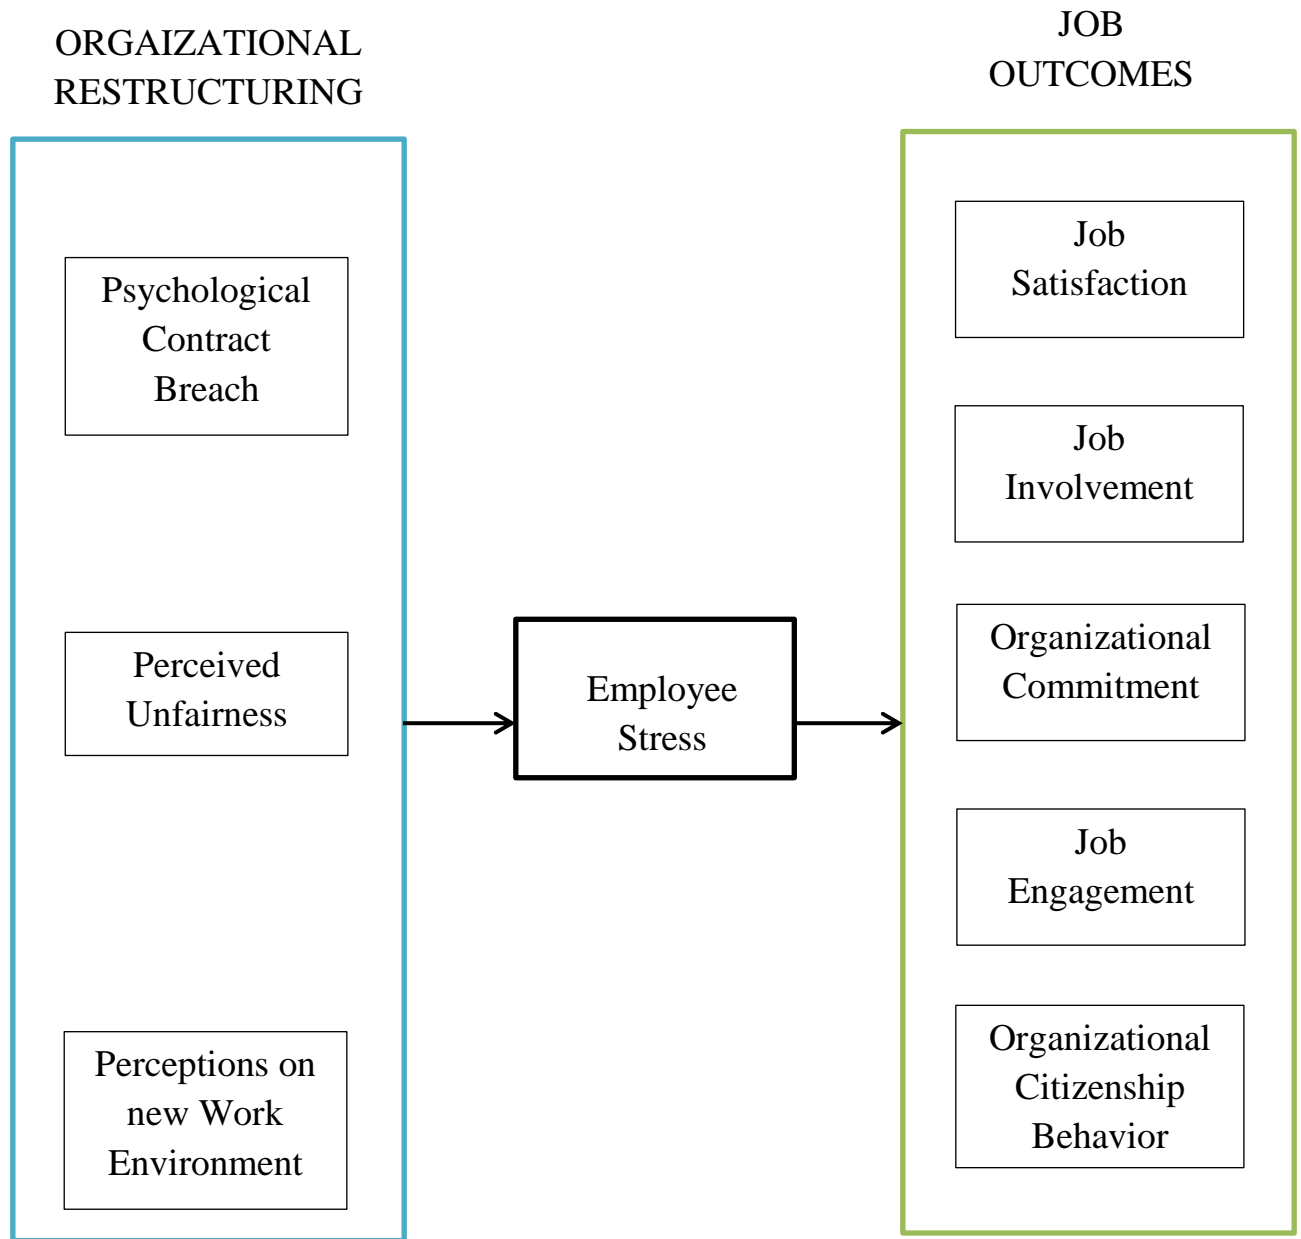 ORGAIZATIONAL
RESTRUCTURING
Psychological
Contract
Breach
Perceived
Unfairness
Perceptions on
new Work
Environment
Employee
Stress
JOB
OUTCOMES
Job
Satisfaction
Job
Involvement
Organizational
Commitment
Job
Engagement
Organizational
Citizenship
Behavior